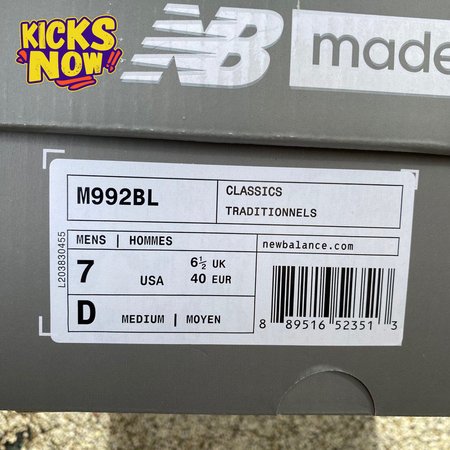 KICKS
NOW!!
NB
made
M992BL
CLASSICS
TRADITIONNELS
MENS | HOMMES
7 USA
6½ UK
40 EUR
D MEDIUM | MOYEN
newbalance.com
8 89516 52351 3
L203830455